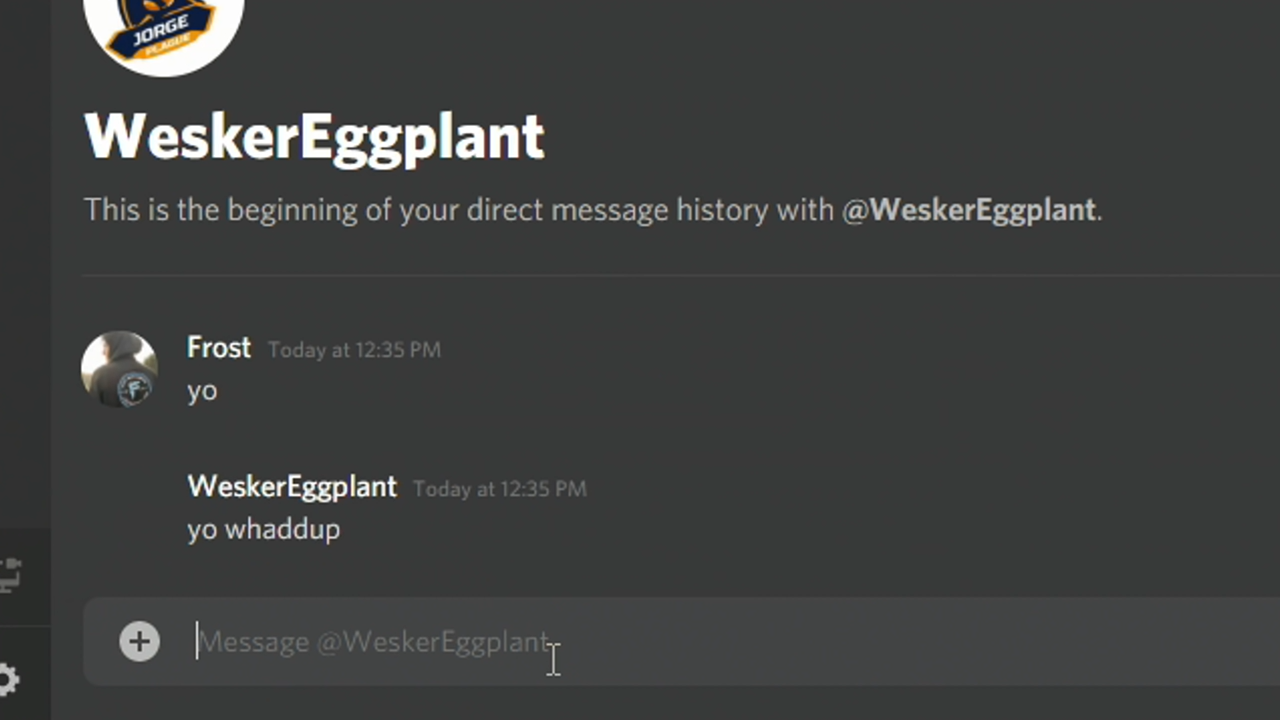 JORGE
PLAGUE
WeskerEggplant
This is the beginning of your direct message history with @WeskerEggplant.
Frost Today at 12:35 PM
yo
WeskerEggplant Today at 12:35 PM
yo whaddup
Message @WeskerEggplant